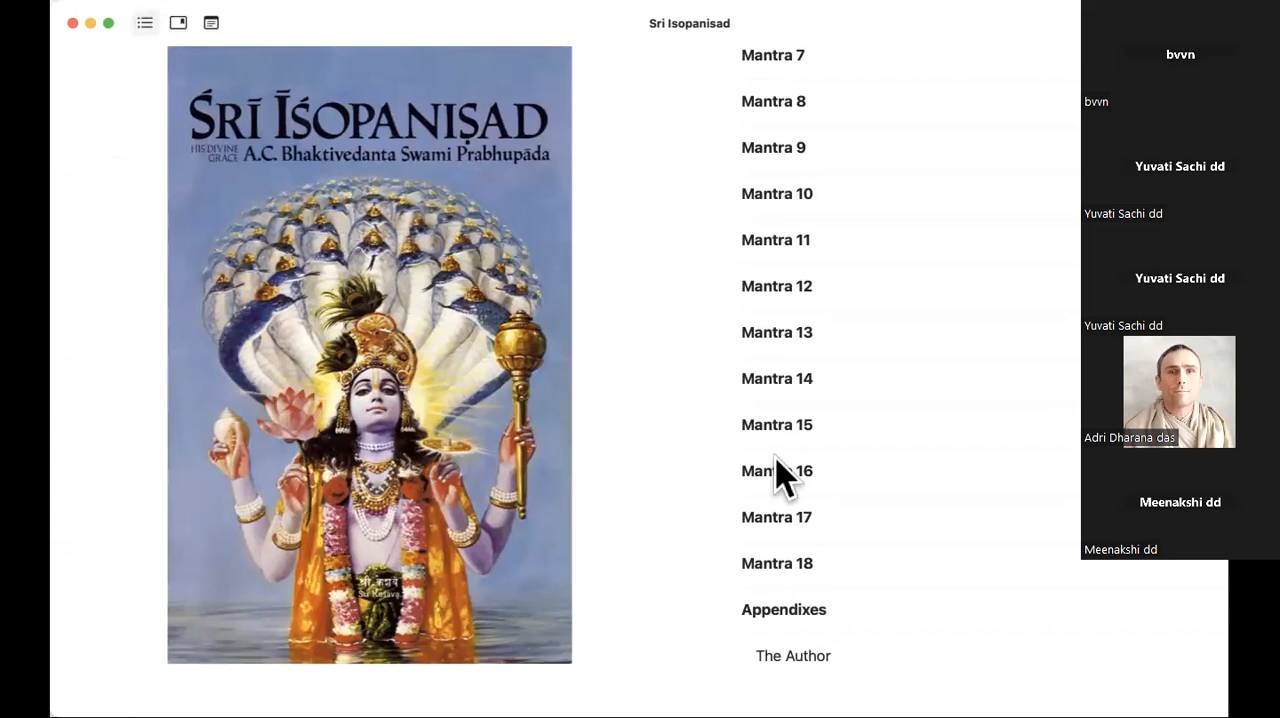 Sri Isopanisad
ŚRĪ ĪŚOPANIṢAD
HIS DIVINE
GRACE A.C. Bhaktivedanta Swami Prabhupāda
श्री केशव
Sri Kesava
Mantra 7
Mantra 8
Mantra 9
Mantra 10
Mantra 11
Mantra 12
Mantra 13
Mantra 14
Mantra 15
Mantra 16
Mantra 17
Mantra 18
Appendixes
The Author
bvvn
bvvn
Yuvati Sachi dd
Yuvati Sachi dd
Yuvati Sachi dd
Yuvati Sachi dd
Adri Dharana das
Meenakshi dd
Meenakshi dd